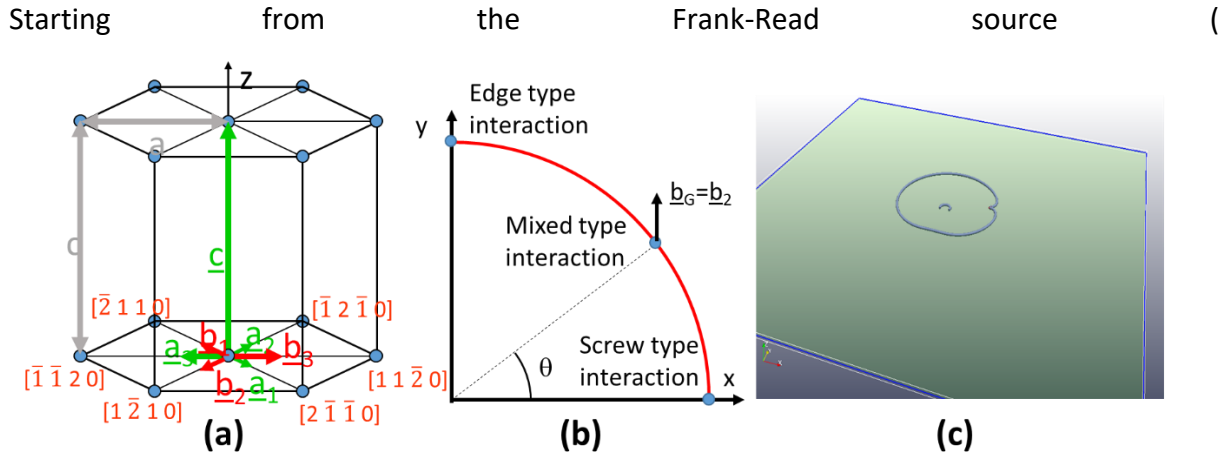 Starting from the Frank-Read source (
z
a
c
c
[2̅ 1 1 0]
[1̅ 2 1̅ 0]
b₁
a₂
a₃
b₃
[1̅ 1̅ 2 0]
[1 1 2̅ 0]
b₂
a₁
[1 2̅ 1 0]
[2 1̅ 1̅ 0]
(a)
Edge type
interaction
y
b_G=b₂
Mixed type
interaction
Screw type
interaction
θ
x
(b)
(c)